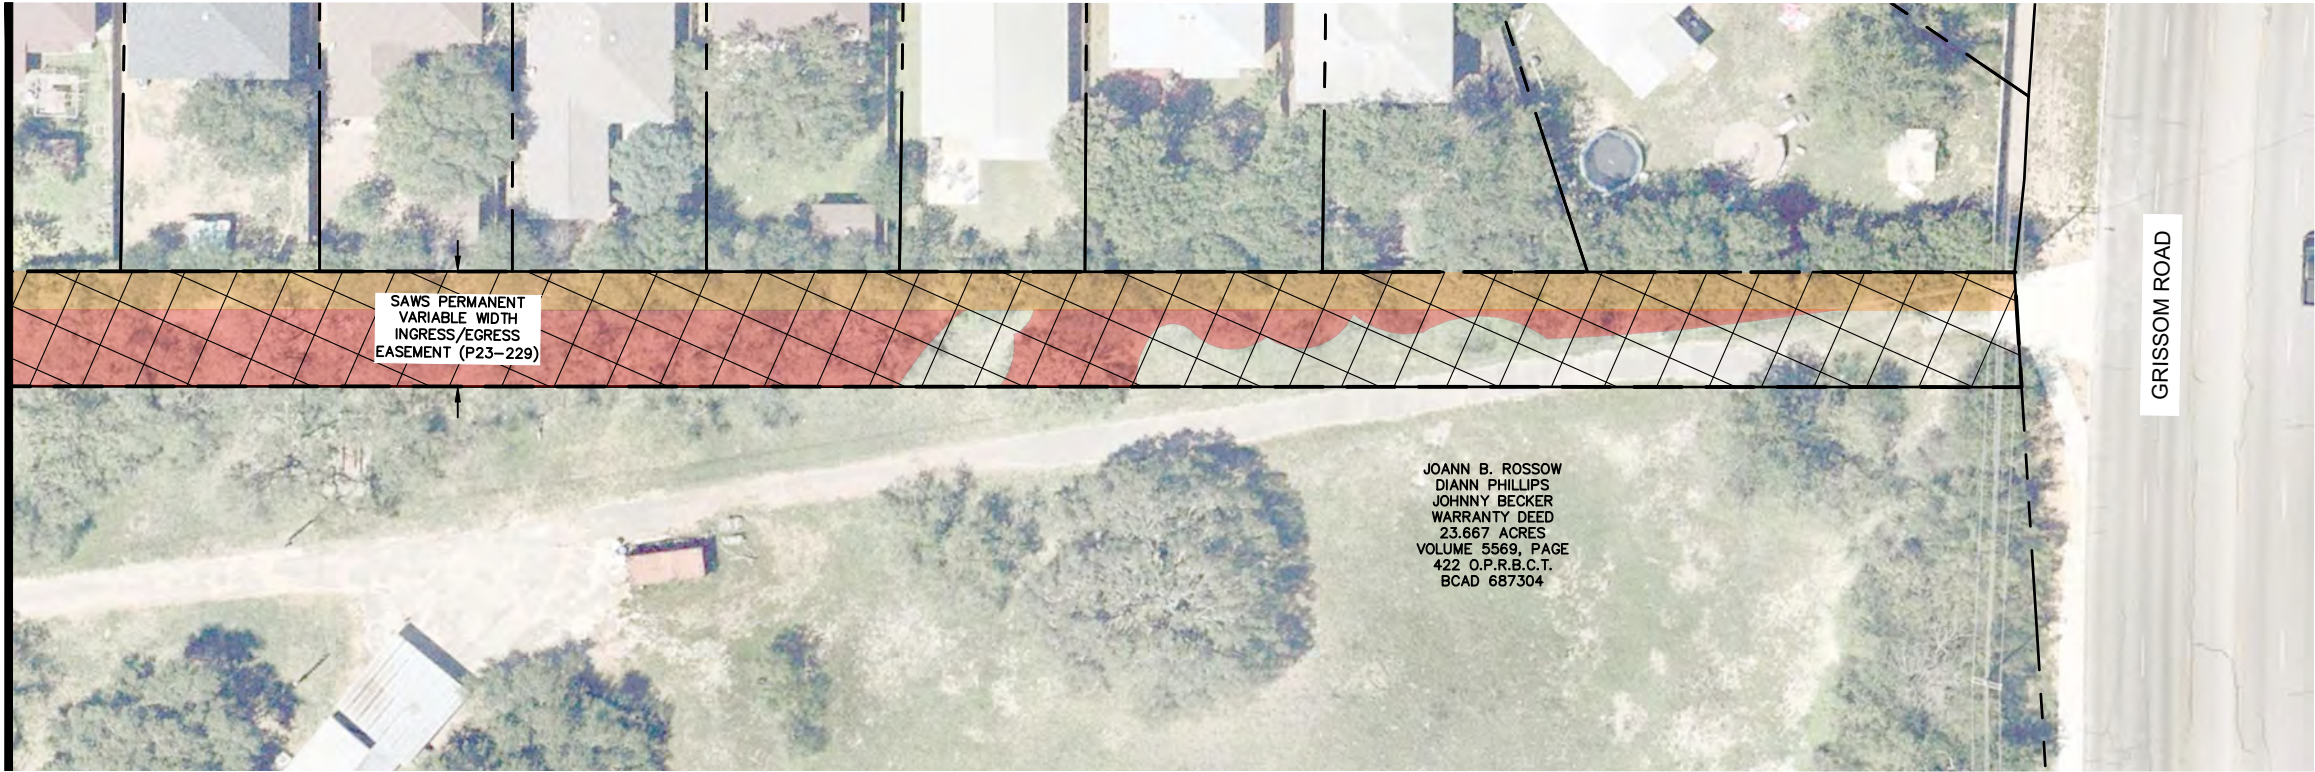 SAWS PERMANENT
VARIABLE WIDTH
INGRESS/EGRESS
EASEMENT (P23-229)
GRISSOM ROAD
JOANN B. ROSSOW
DIANN PHILLIPS
JOHNNY BECKER
WARRANTY DEED
23.667 ACRES
VOLUME 5569, PAGE
422 O.P.R.B.C.T.
BCAD 687304